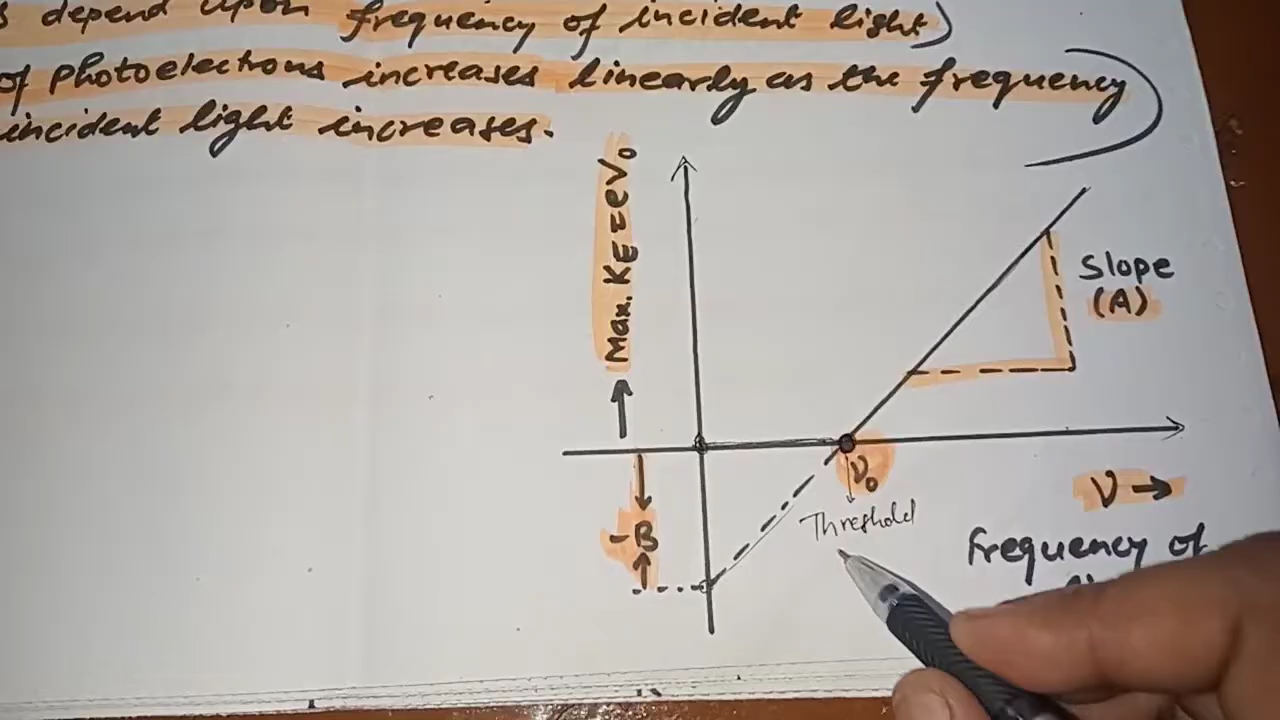 s depend upon frequency of incident light)
of Photoelectrons increases linearly as the frequency
incident light increases.
→ Max. KE = eV₀
Slope
(A)
ν₀
Threshold
-B
ν →
Frequency of